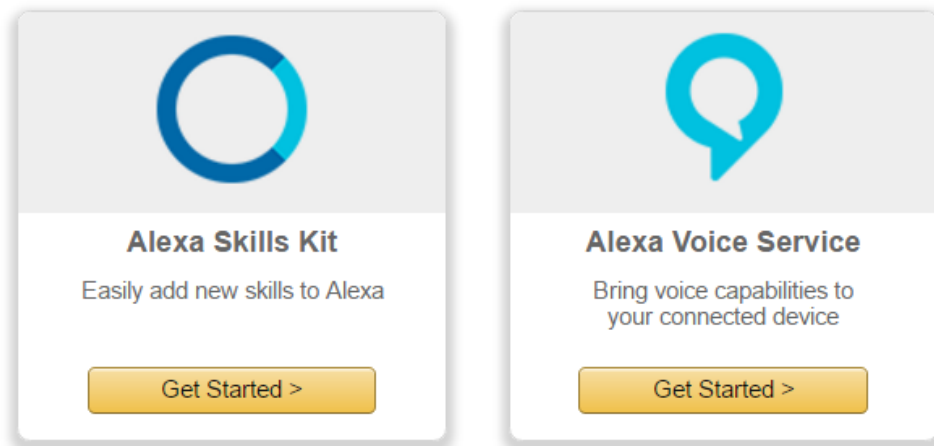 Alexa Skills Kit
Easily add new skills to Alexa
Get Started >
Alexa Voice Service
Bring voice capabilities to
your connected device
Get Started >